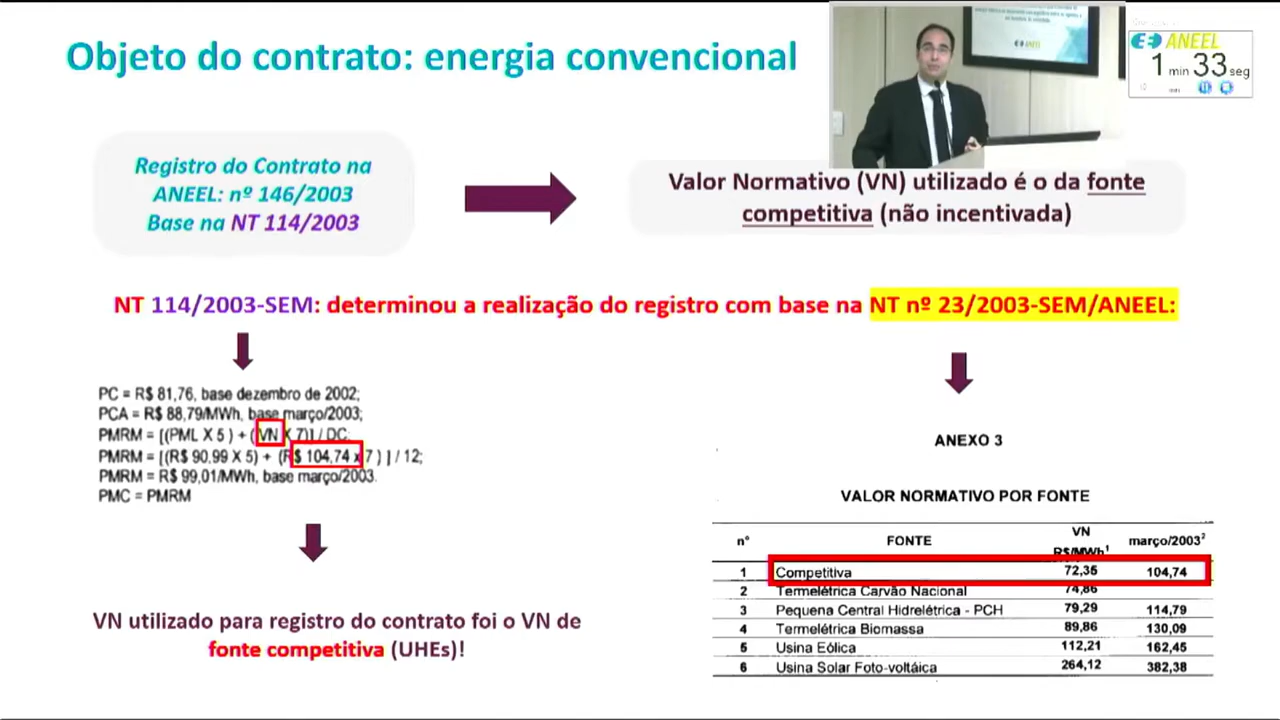 Objeto do contrato: energia convencional
ANEEL
1 min 33 seg
ANEEL
Registro do Contrato na
ANEEL: nº 146/2003
Base na NT 114/2003
Valor Normativo (VN) utilizado é o da fonte
competitiva (não incentivada)
NT 114/2003-SEM: determinou a realização do registro com base na NT nº 23/2003-SEM/ANEEL:
PC = R$ 81,76, base dezembro de 2002;
PCA = R$ 88,79/MWh, base março/2003;
PMRM = [(PML X 5 ) + (VN X 7)] / DC;
PMRM = [(R$ 90,99 X 5) + (R$ 104,74 x 7 ) ] / 12;
PMRM = R$ 99,01/MWh, base março/2003.
PMC = PMRM
VN utilizado para registro do contrato foi o VN de
fonte competitiva (UHEs)!
ANEXO 3
VALOR NORMATIVO POR FONTE
nº FONTE VN R$/MWh¹ março/2003²
1 Competitiva 72,35 104,74
2 Termelétrica Carvão Nacional 74,86
3 Pequena Central Hidrelétrica - PCH 79,29 114,79
4 Termelétrica Biomassa 89,86 130,09
5 Usina Eólica 112,21 162,45
6 Usina Solar Foto-voltáica 264,12 382,38